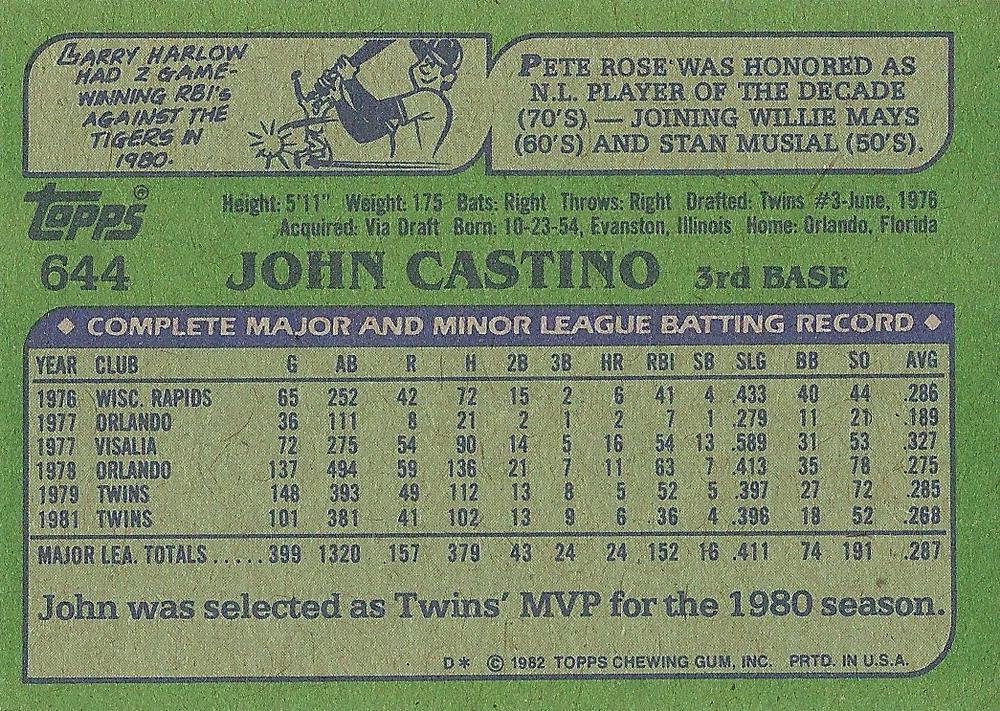 LARRY HARLOW
HAD 2 GAME-
WINNING RBI's
AGAINST THE
TIGERS IN
1980.
PETE ROSE WAS HONORED AS
N.L. PLAYER OF THE DECADE
(70'S) — JOINING WILLIE MAYS
(60'S) AND STAN MUSIAL (50'S).
Topps®
Height: 5'11" Weight: 175 Bats: Right Throws: Right Drafted: Twins #3-June, 1976
Acquired: Via Draft Born: 10-23-54, Evanston, Illinois Home: Orlando, Florida
644 JOHN CASTINO 3rd BASE
◆ COMPLETE MAJOR AND MINOR LEAGUE BATTING RECORD ◆
YEAR CLUB G AB R H 2B 3B HR RBI SB SLG BB SO AVG
1976 WISC. RAPIDS 65 252 42 72 15 2 6 41 4 .433 40 44 .286
1977 ORLANDO 36 111 8 21 2 1 2 7 1 .279 11 21 .189
1977 VISALIA 72 275 54 90 14 5 16 54 13 .589 31 53 .327
1978 ORLANDO 137 494 59 136 21 7 11 63 7 .413 35 78 .275
1979 TWINS 148 393 49 112 13 8 5 52 5 .397 27 72 .285
1981 TWINS 101 381 41 102 13 9 6 36 4 .396 18 52 .268
MAJOR LEA. TOTALS ..... 399 1320 157 379 43 24 24 152 16 .411 74 191 .287
John was selected as Twins' MVP for the 1980 season.
D* © 1982 TOPPS CHEWING GUM, INC. PRTD. IN U.S.A.